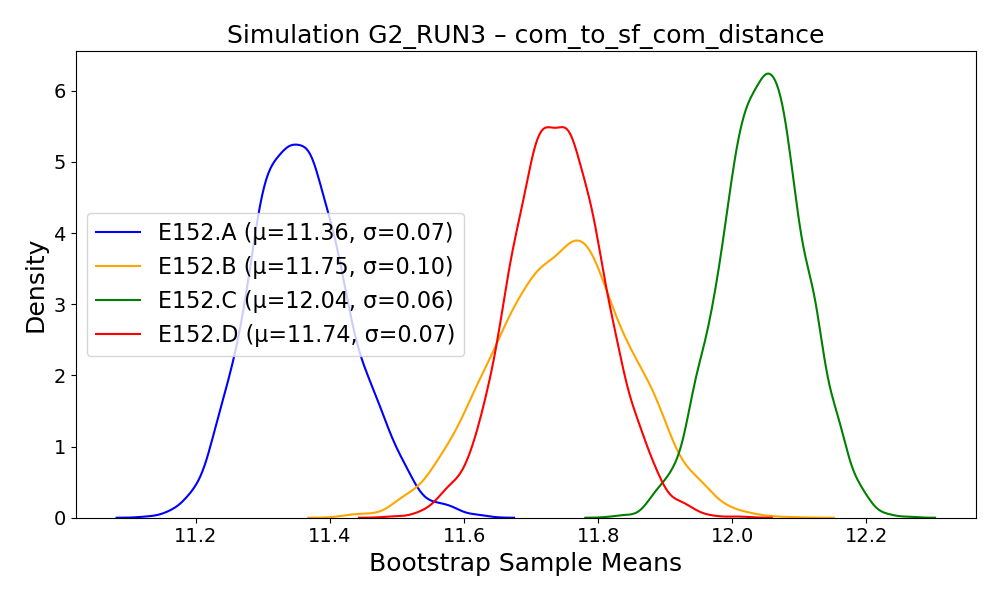 Simulation G2_RUN3 – com_to_sf_com_distance
Density
6
5
4
3
2
1
0
E152.A (μ=11.36, σ=0.07)
E152.B (μ=11.75, σ=0.10)
E152.C (μ=12.04, σ=0.06)
E152.D (μ=11.74, σ=0.07)
11.2 11.4 11.6 11.8 12.0 12.2
Bootstrap Sample Means